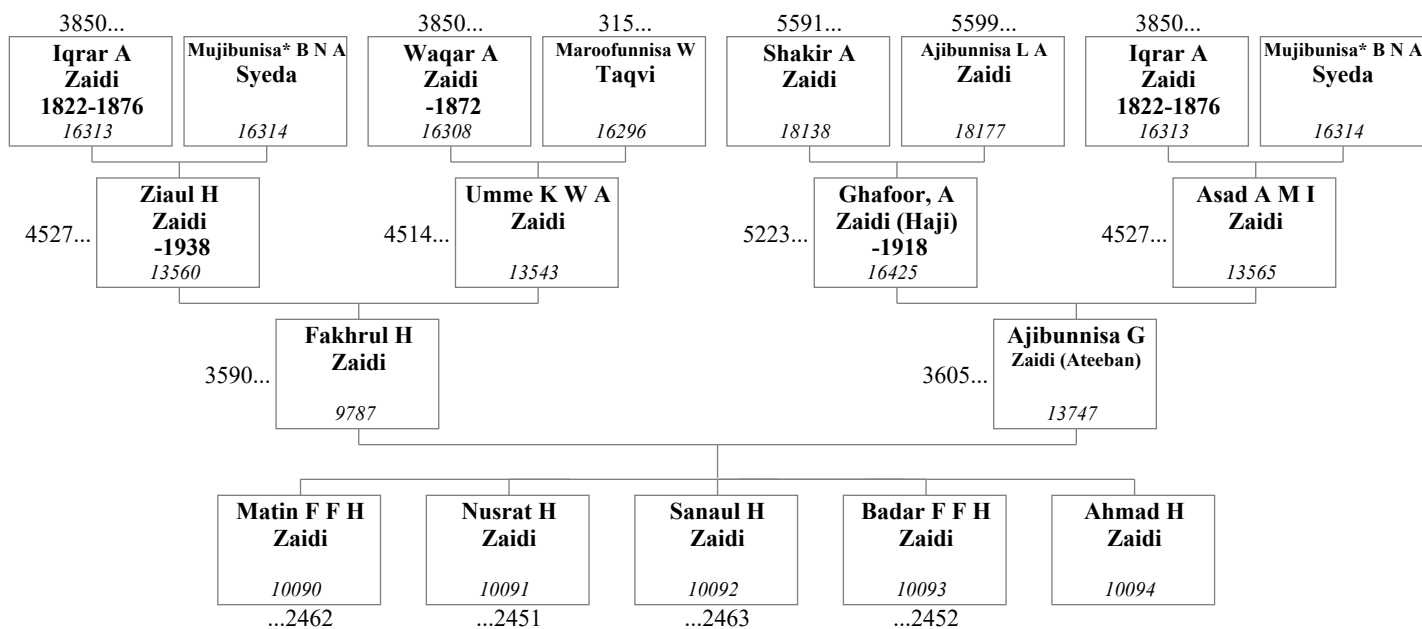 3850...
3850...
315...
5591...
5599...
3850...
Iqrar A
Zaidi
1822-1876
16313
Mujibunisa* B N A
Syeda
16314
Waqar A
Zaidi
-1872
16308
Maroofunnisa W
Taqvi
16296
Shakir A
Zaidi
18138
Ajibunnisa L A
Zaidi
18177
Iqrar A
Zaidi
1822-1876
16313
Mujibunisa* B N A
Syeda
16314
4527...
Ziaul H
Zaidi
-1938
13560
4514...
Umme K W A
Zaidi
13543
5223...
Ghafoor, A
Zaidi (Haji)
-1918
16425
4527...
Asad A M I
Zaidi
13565
3590...
Fakhrul H
Zaidi
9787
3605...
Ajibunnisa G
Zaidi (Ateeban)
13747
Matin F F H
Zaidi
10090
...2462
Nusrat H
Zaidi
10091
...2451
Sanaul H
Zaidi
10092
...2463
Badar F F H
Zaidi
10093
...2452
Ahmad H
Zaidi
10094